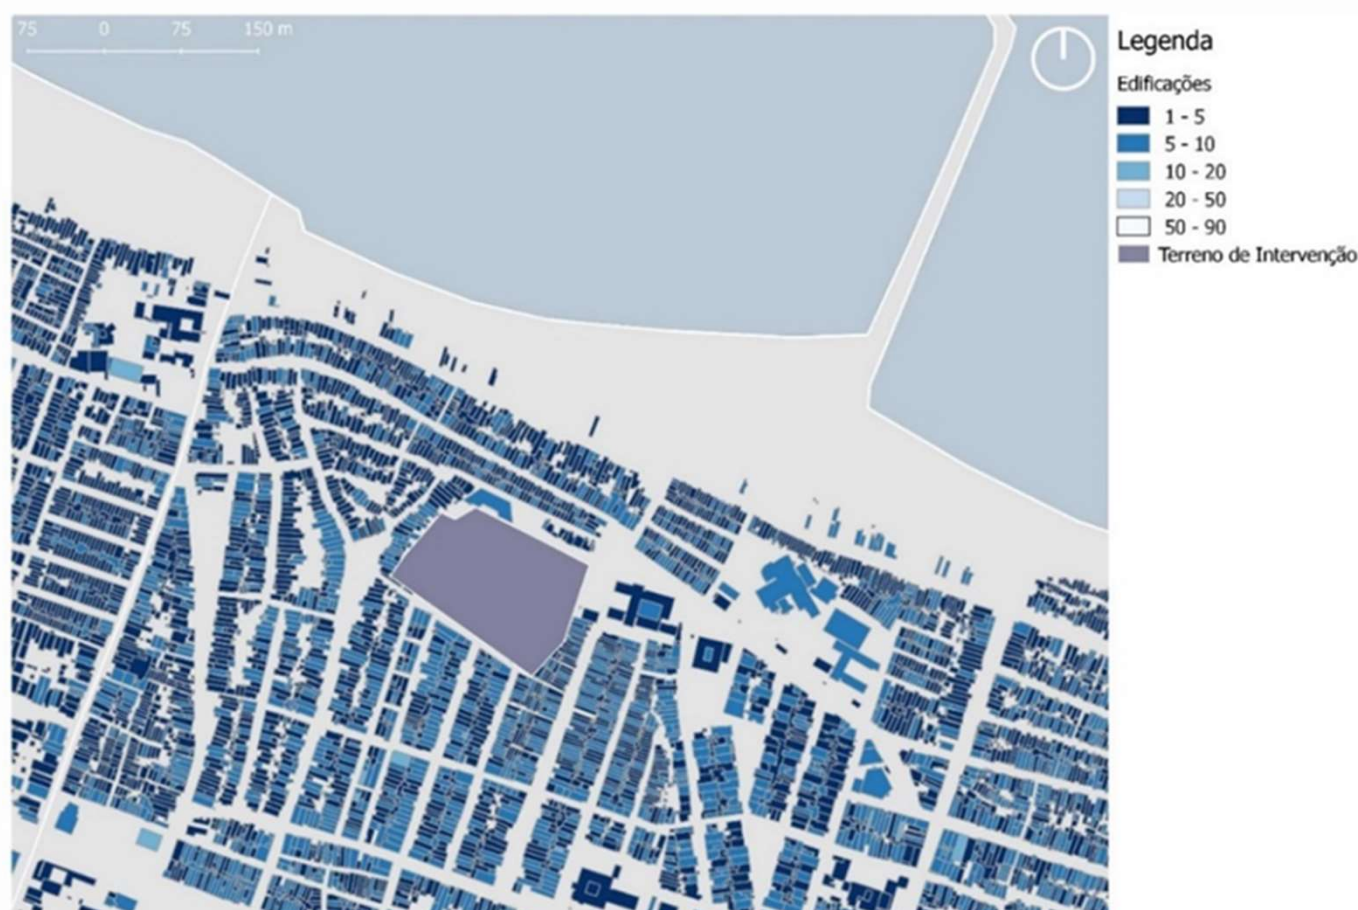 75 0 75 150 m
Legenda
Edificações
1 - 5
5 - 10
10 - 20
20 - 50
50 - 90
Terreno de Intervenção